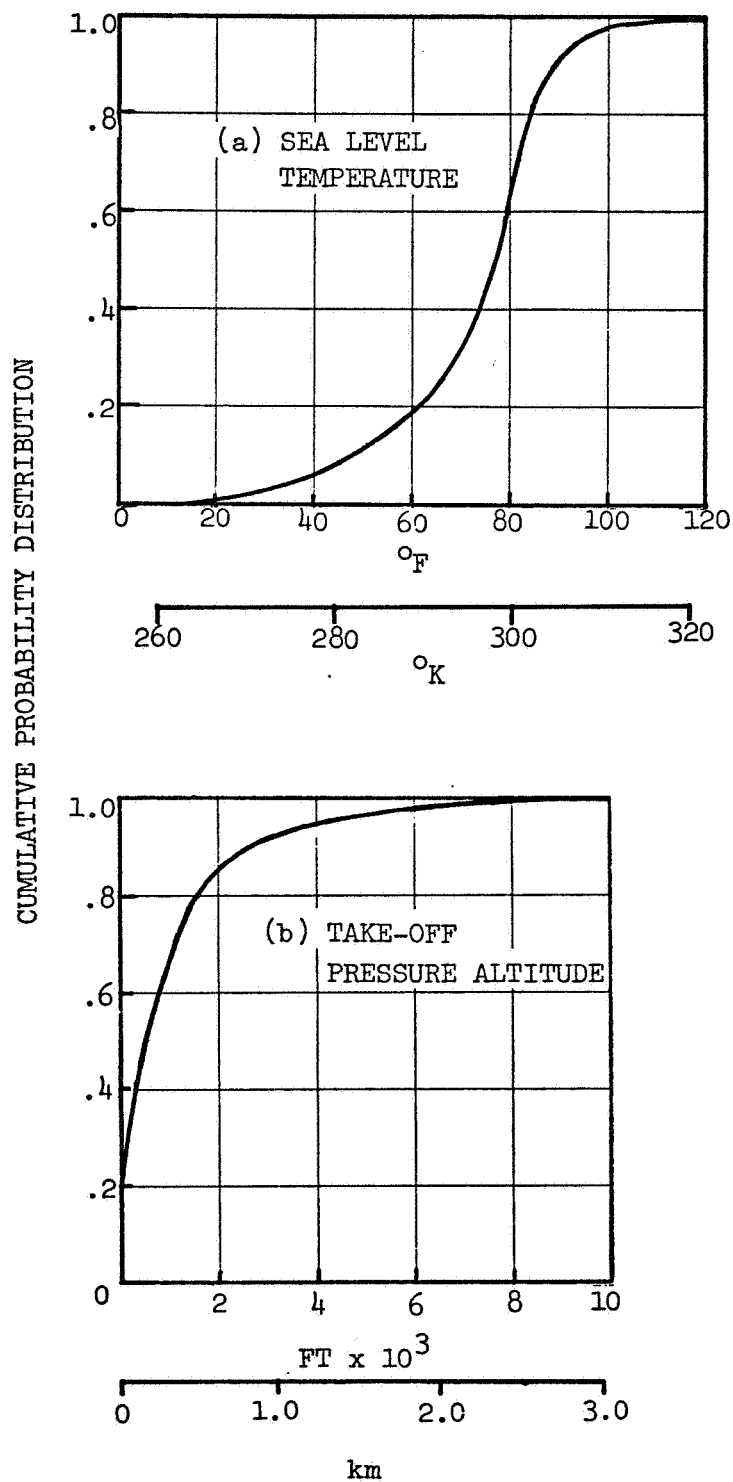 CUMULATIVE PROBABILITY DISTRIBUTION
1.0
.8
.6
.4
.2
(a) SEA LEVEL
TEMPERATURE
0 20 40 60 80 100 120
°F
260 280 300 320
°K
1.0
.8
.6
.4
.2
0
(b) TAKE-OFF
PRESSURE ALTITUDE
2 4 6 8 10
FT x 10³
0 1.0 2.0 3.0
km